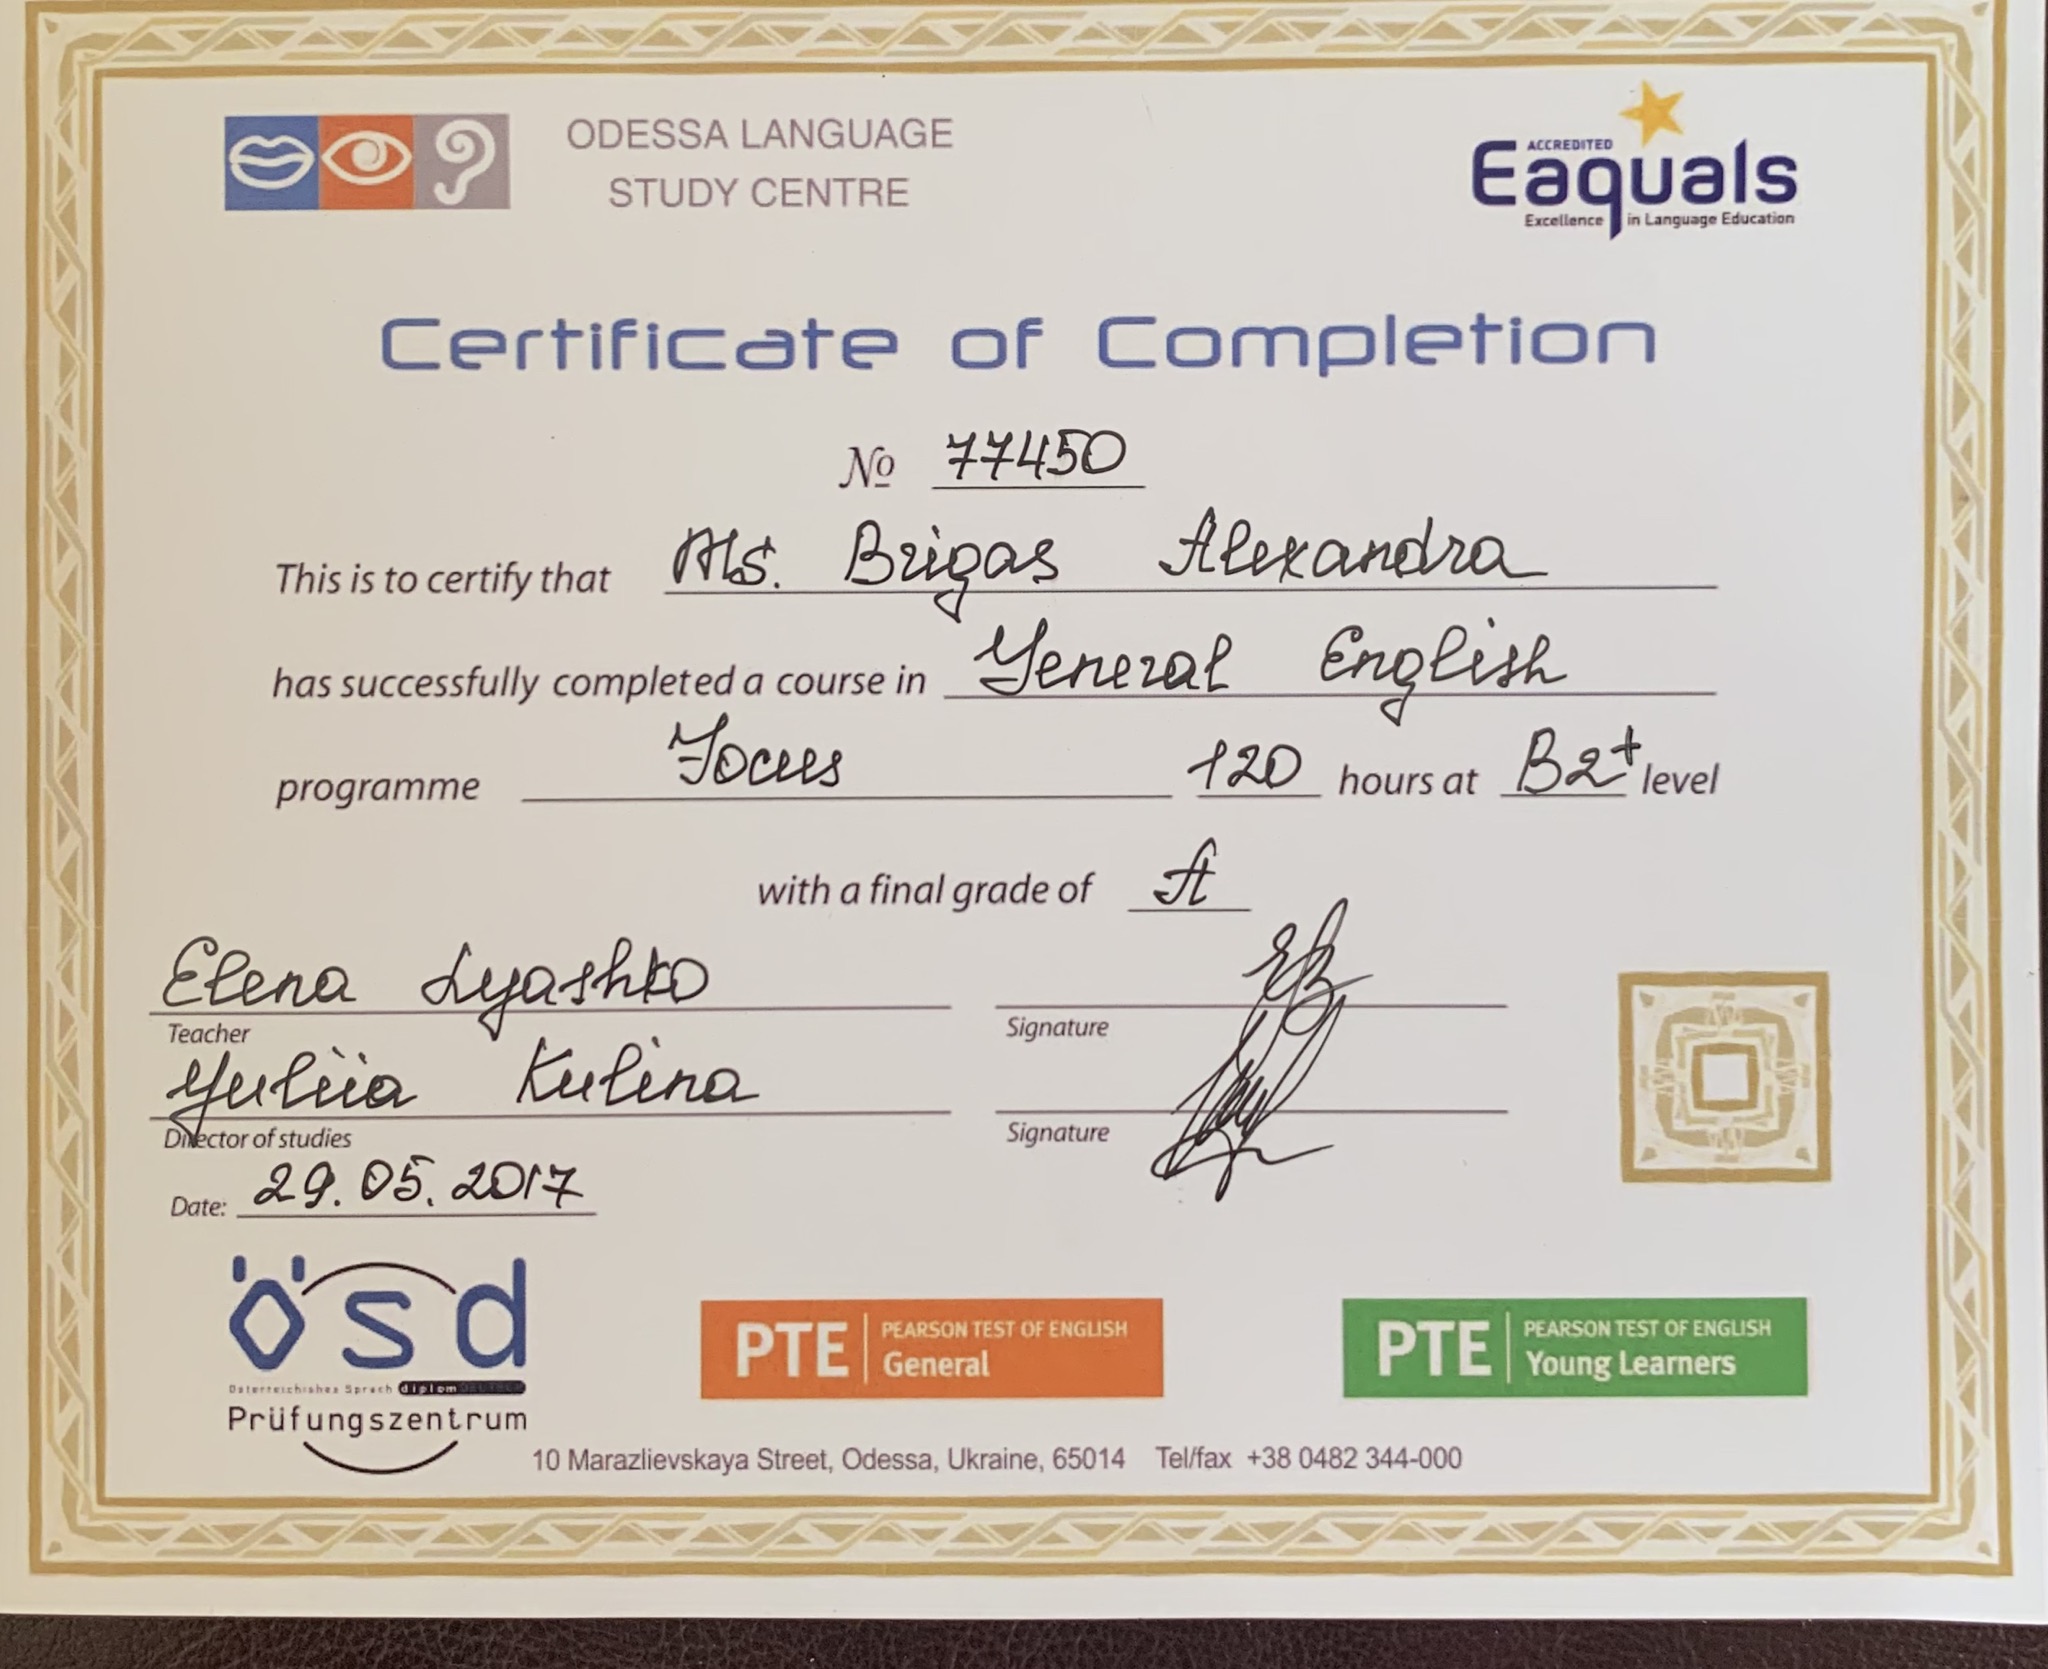 ODESSA LANGUAGE
STUDY CENTRE
ACCREDITED
Eaquals
Excellence in Language Education
Certificate of Completion
№ 77450
This is to certify that Ms. Brigas Alexandra
has successfully completed a course in General English
programme Focus 120 hours at B2+ level
with a final grade of A
Elena Lyashko
Teacher
Signature
Yuliia Kulina
Director of studies
Signature
Date: 29.05.2017
ösd
Österreichisches Sprach diplom
Prüfungszentrum
PTE PEARSON TEST OF ENGLISH
General
PTE PEARSON TEST OF ENGLISH
Young Learners
10 Marazlievskaya Street, Odessa, Ukraine, 65014 Tel/fax +38 0482 344-000